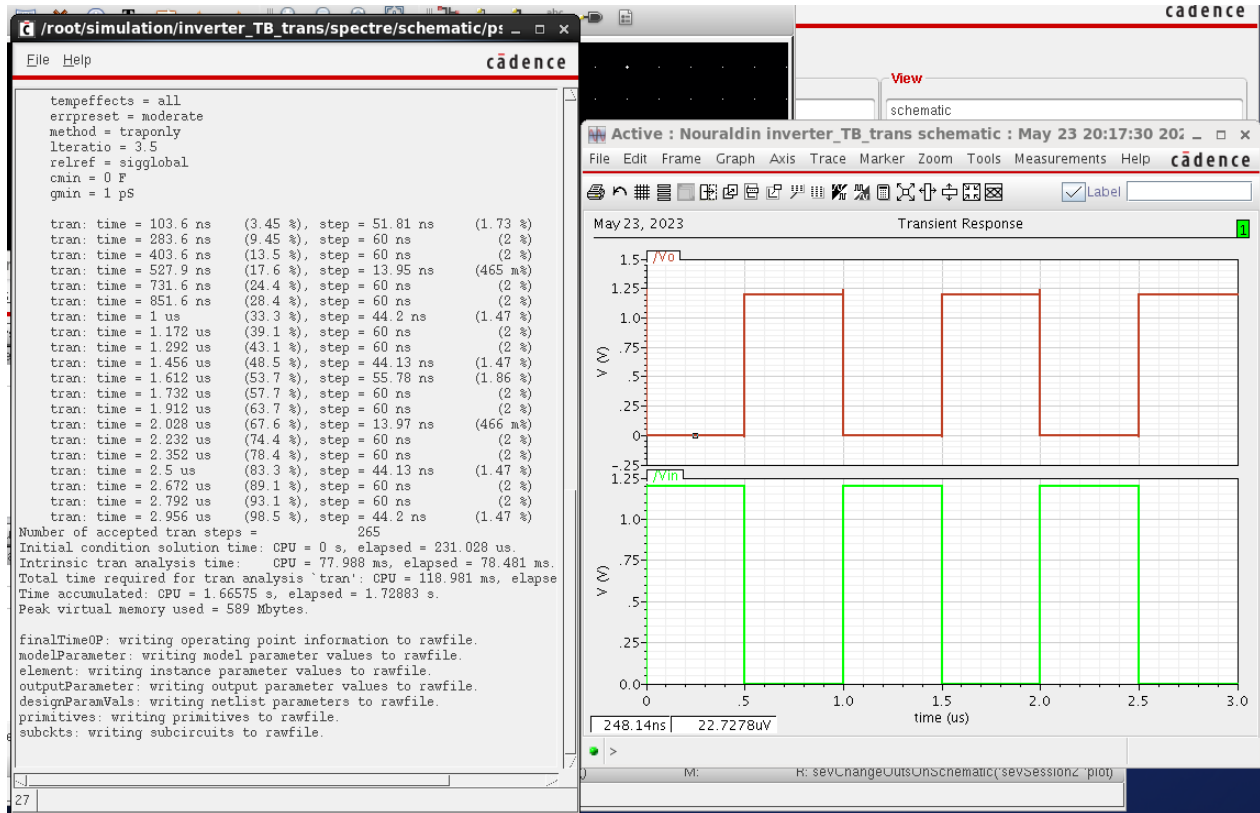 /root/simulation/inverter_TB_trans/spectre/schematic/ps
File Help cādence
tempeffects = all
errpreset = moderate
method = traponly
lteratio = 3.5
relref = sigglobal
cmin = 0 F
gmin = 1 pS
tran: time = 103.6 ns (3.45 %), step = 51.81 ns (1.73 %)
tran: time = 283.6 ns (9.45 %), step = 60 ns (2 %)
tran: time = 403.6 ns (13.5 %), step = 60 ns (2 %)
tran: time = 527.9 ns (17.6 %), step = 13.95 ns (465 m%)
tran: time = 731.6 ns (24.4 %), step = 60 ns (2 %)
tran: time = 851.6 ns (28.4 %), step = 60 ns (2 %)
tran: time = 1 us (33.3 %), step = 44.2 ns (1.47 %)
tran: time = 1.172 us (39.1 %), step = 60 ns (2 %)
tran: time = 1.292 us (43.1 %), step = 60 ns (2 %)
tran: time = 1.456 us (48.5 %), step = 44.13 ns (1.47 %)
tran: time = 1.612 us (53.7 %), step = 55.78 ns (1.86 %)
tran: time = 1.732 us (57.7 %), step = 60 ns (2 %)
tran: time = 1.912 us (63.7 %), step = 60 ns (2 %)
tran: time = 2.028 us (67.6 %), step = 13.97 ns (466 m%)
tran: time = 2.232 us (74.4 %), step = 60 ns (2 %)
tran: time = 2.352 us (78.4 %), step = 60 ns (2 %)
tran: time = 2.5 us (83.3 %), step = 44.13 ns (1.47 %)
tran: time = 2.672 us (89.1 %), step = 60 ns (2 %)
tran: time = 2.792 us (93.1 %), step = 60 ns (2 %)
tran: time = 2.956 us (98.5 %), step = 44.2 ns (1.47 %)
Number of accepted tran steps = 265
Initial condition solution time: CPU = 0 s, elapsed = 231.028 us.
Intrinsic tran analysis time: CPU = 77.988 ms, elapsed = 78.481 ms.
Total time required for tran analysis `tran': CPU = 118.981 ms, elapse
Time accumulated: CPU = 1.66575 s, elapsed = 1.72883 s.
Peak virtual memory used = 589 Mbytes.
finalTimeOP: writing operating point information to rawfile.
modelParameter: writing model parameter values to rawfile.
element: writing instance parameter values to rawfile.
outputParameter: writing output parameter values to rawfile.
designParamVals: writing netlist parameters to rawfile.
primitives: writing primitives to rawfile.
subckts: writing subcircuits to rawfile.
27
cādence
View
schematic
Active : Nouraldin inverter_TB_trans schematic : May 23 20:17:30 202
File Edit Frame Graph Axis Trace Marker Zoom Tools Measurements Help cādence
Label
May 23, 2023 Transient Response 1
/Vo
1.5
1.25
1.0
.75
V (V)
.5
.25
0
-.25
/Vin
1.25
1.0
.75
V (V)
.5
.25
0.0
0 .5 1.0 1.5 2.0 2.5 3.0
time (us)
248.14ns 22.7278uV
>
M: R: sevChangeOutsOnSchematic('sevSession2 'plot)